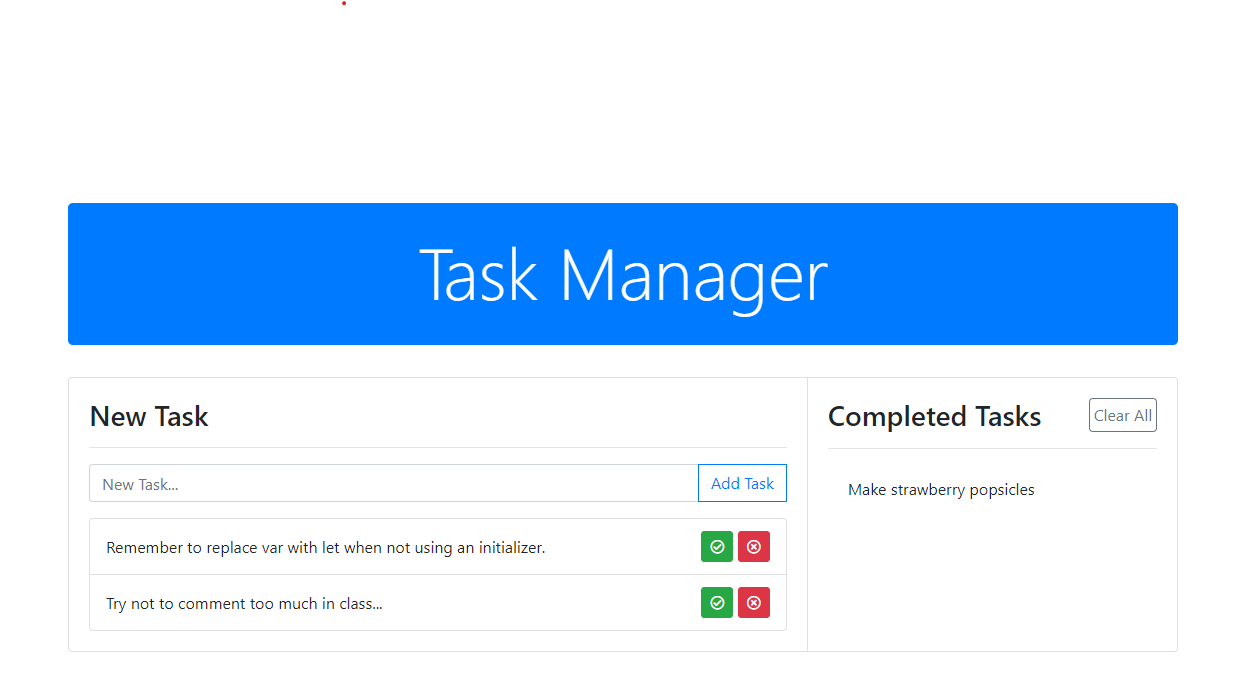 Task Manager
New Task
New Task...
Add Task
Remember to replace var with let when not using an initializer.
Try not to comment too much in class...
Completed Tasks
Clear All
Make strawberry popsicles